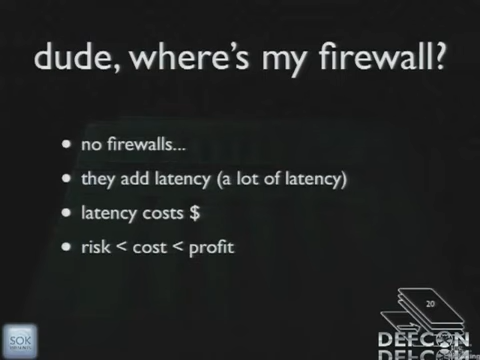 dude, where's my firewall?
no firewalls...
they add latency (a lot of latency)
latency costs $
risk < cost < profit
20
SOK
DEFCON